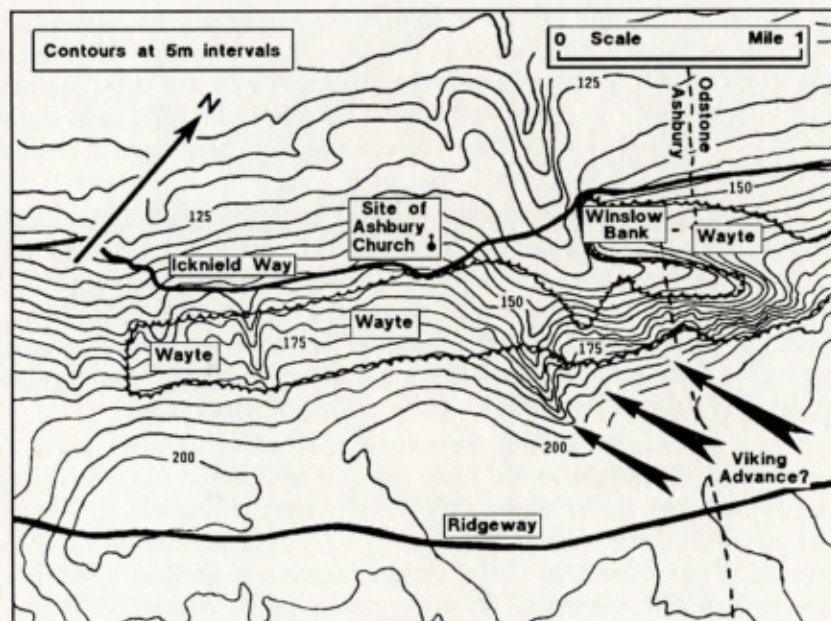 Contours at 5m intervals
0 Scale Mile 1
N
125
Odstone
Ashbury
125
150
Site of
Ashbury
Church
Winslow
Bank
Wayte
Icknield Way
150
Wayte
175
Wayte
175
200
200
Viking
Advance?
Ridgeway